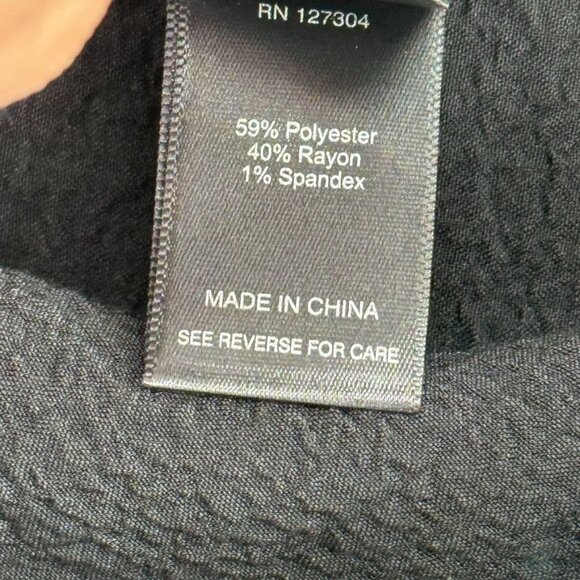 RN 127304
59% Polyester
40% Rayon
1% Spandex
MADE IN CHINA
SEE REVERSE FOR CARE